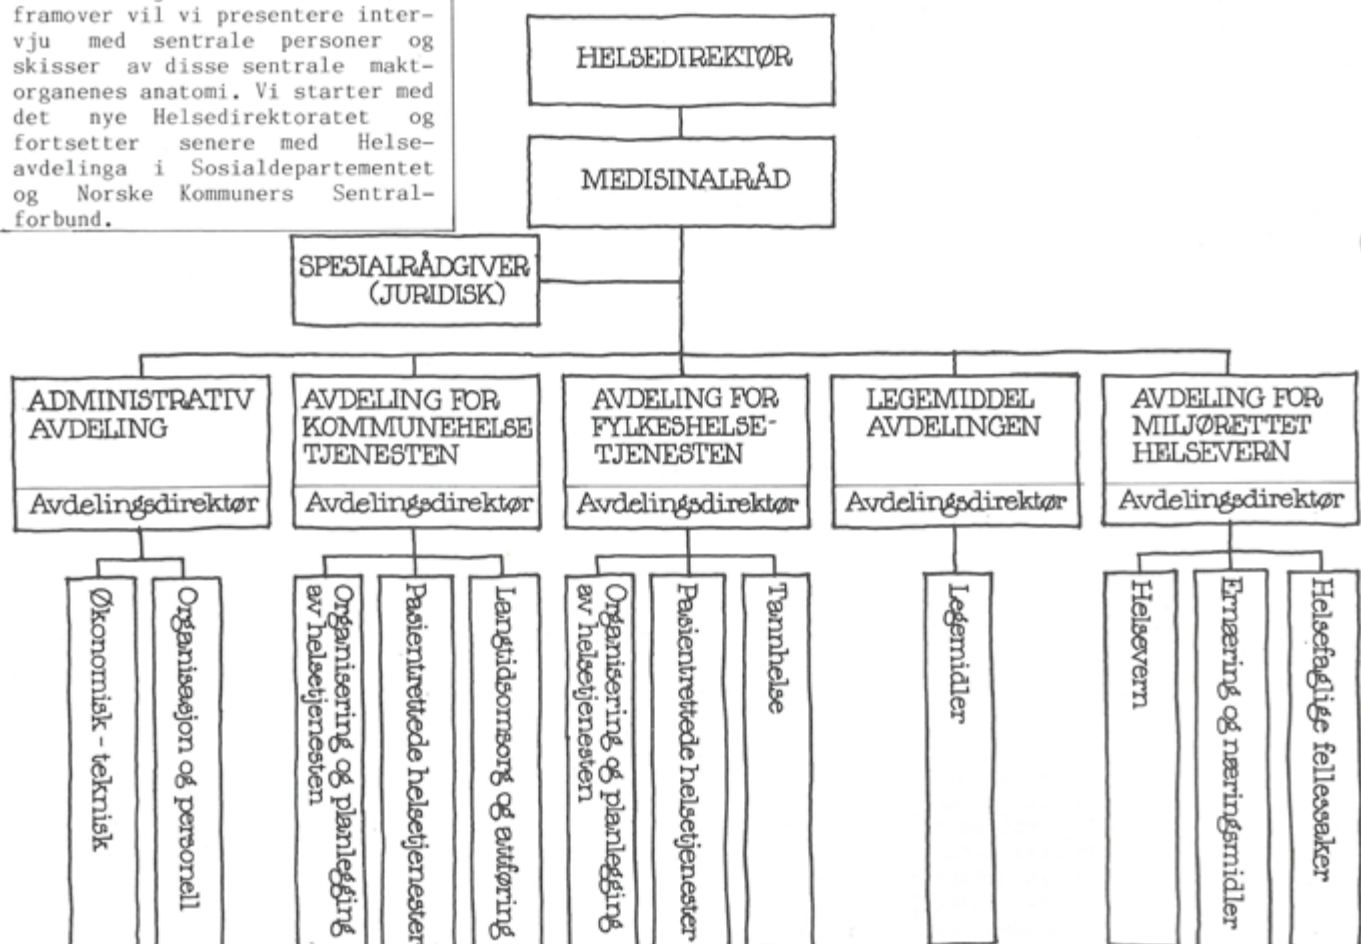 framover vil vi presentere inter-
vju med sentrale personer og
skisser av disse sentrale makt-
organenes anatomi. Vi starter med
det nye Helsedirektoratet og
fortsetter senere med Helse-
avdelinga i Sosialdepartementet
og Norske Kommuners Sentral-
forbund.
HELSEDIREKTØR
MEDISINALRÅD
SPESIALRÅDGIVER
(JURIDISK)
ADMINISTRATIV
AVDELING
Avdelingsdirektør
AVDELING FOR
KOMMUNEHELSE
TJENESTEN
Avdelingsdirektør
AVDELING FOR
FYLKESHELSE-
TJENESTEN
Avdelingsdirektør
LEGEMIDDEL
AVDELINGEN
Avdelingsdirektør
AVDELING FOR
MILJØRETTET
HELSEVERN
Avdelingsdirektør
Økonomisk - teknisk
Organisasjon og personell
Organisering og planlegging
av helsetjenesten
Pasientrettede helsetjenester
Langtidsomsorg og attføring
Organisering og planlegging
av helsetjenesten
Pasientrettede helsetjenester
Tannhelse
Legemidler
Helsevern
Ernæring og næringsmidler
Helsefaglige fellessaker